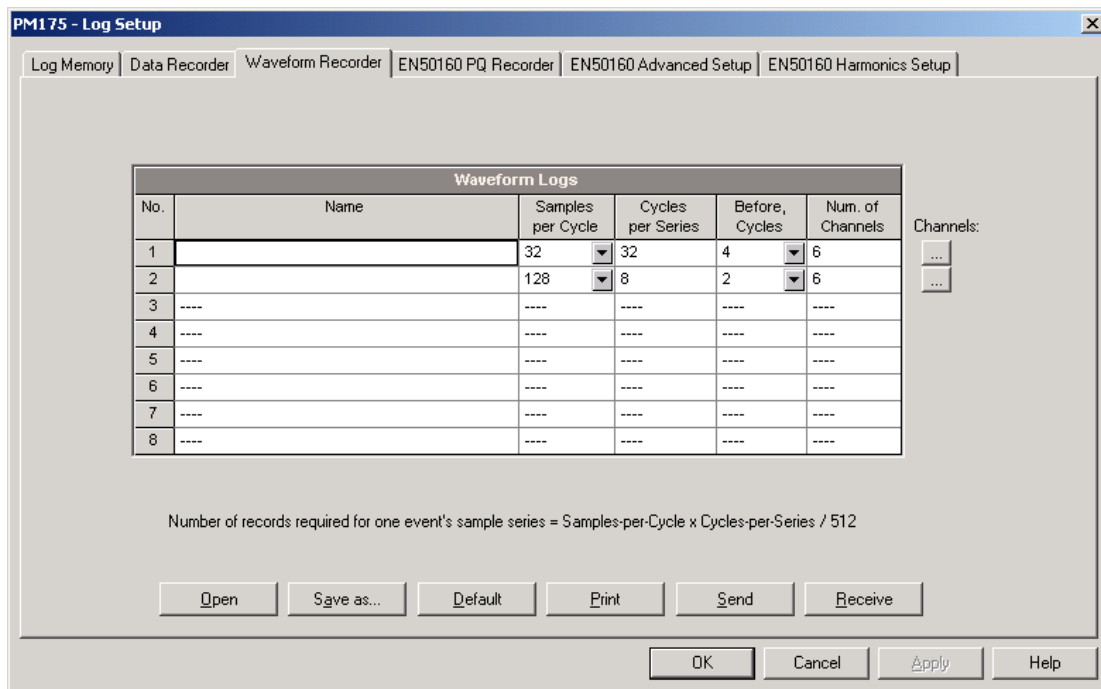 PM175 - Log Setup
Log Memory Data Recorder Waveform Recorder EN50160 PQ Recorder EN50160 Advanced Setup EN50160 Harmonics Setup
Waveform Logs
No. Name Samples per Cycle Cycles per Series Before, Cycles Num. of Channels Channels:
1 32 32 4 6 ...
2 128 8 2 6 ...
3 ---- ---- ---- ---- ----
4 ---- ---- ---- ---- ----
5 ---- ---- ---- ---- ----
6 ---- ---- ---- ---- ----
7 ---- ---- ---- ---- ----
8 ---- ---- ---- ---- ----
Number of records required for one event's sample series = Samples-per-Cycle x Cycles-per-Series / 512
Open Save as... Default Print Send Receive
OK Cancel Apply Help